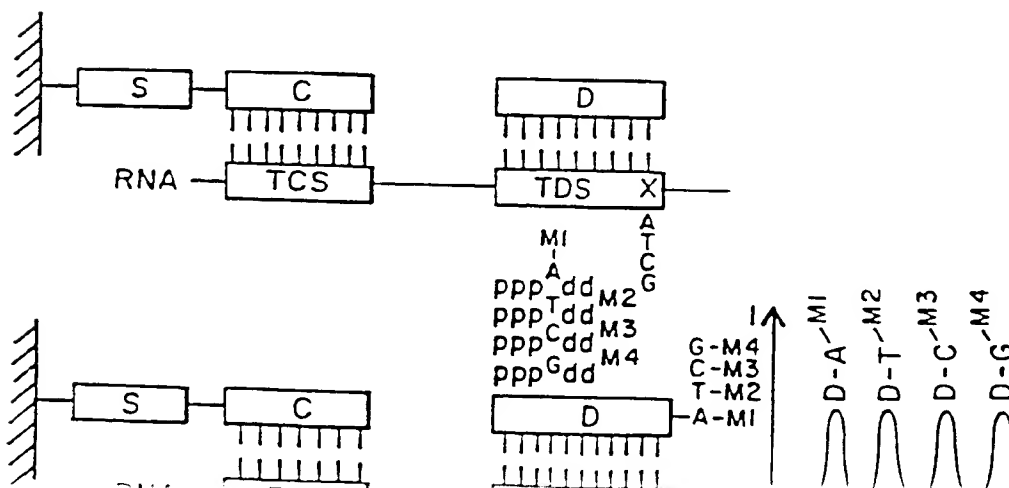 S C D
RNA TCS TDS X
A
T
C
G
M1
A
pppAdd
pppTdd M2
pppCdd M3
pppGdd M4
I
G-M4
C-M3
T-M2
A-M1
D-A-M1
D-T-M2
D-C-M3
D-G-M4
S C D